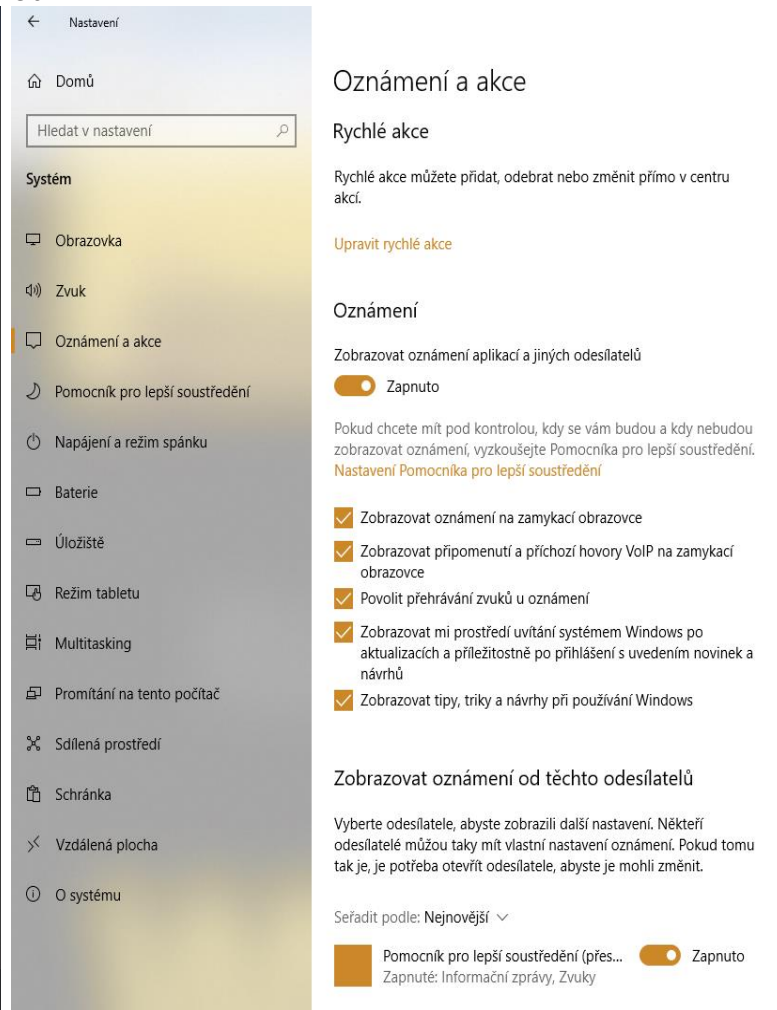 Nastavení
Domů
Hledat v nastavení
Systém
Obrazovka
Zvuk
Oznámení a akce
Pomocník pro lepší soustředění
Napájení a režim spánku
Baterie
Úložiště
Režim tabletu
Multitasking
Promítání na tento počítač
Sdílená prostředí
Schránka
Vzdálená plocha
O systému
Oznámení a akce
Rychlé akce
Rychlé akce můžete přidat, odebrat nebo změnit přímo v centru
akcí.
Upravit rychlé akce
Oznámení
Zobrazovat oznámení aplikací a jiných odesílatelů
Zapnuto
Pokud chcete mít pod kontrolou, kdy se vám budou a kdy nebudou
zobrazovat oznámení, vyzkoušejte Pomocníka pro lepší soustředění.
Nastavení Pomocníka pro lepší soustředění
Zobrazovat oznámení na zamykací obrazovce
Zobrazovat připomenutí a příchozí hovory VoIP na zamykací
obrazovce
Povolit přehrávání zvuků u oznámení
Zobrazovat mi prostředí uvítání systémem Windows po
aktualizacích a příležitostně po přihlášení s uvedením novinek a
návrhů
Zobrazovat tipy, triky a návrhy při používání Windows
Zobrazovat oznámení od těchto odesílatelů
Vyberte odesílatele, abyste zobrazili další nastavení. Někteří
odesílatelé můžou taky mít vlastní nastavení oznámení. Pokud tomu
tak je, je potřeba otevřít odesílatele, abyste je mohli změnit.
Seřadit podle: Nejnovější
Pomocník pro lepší soustředění (přes... Zapnuto
Zapnuté: Informační zprávy, Zvuky